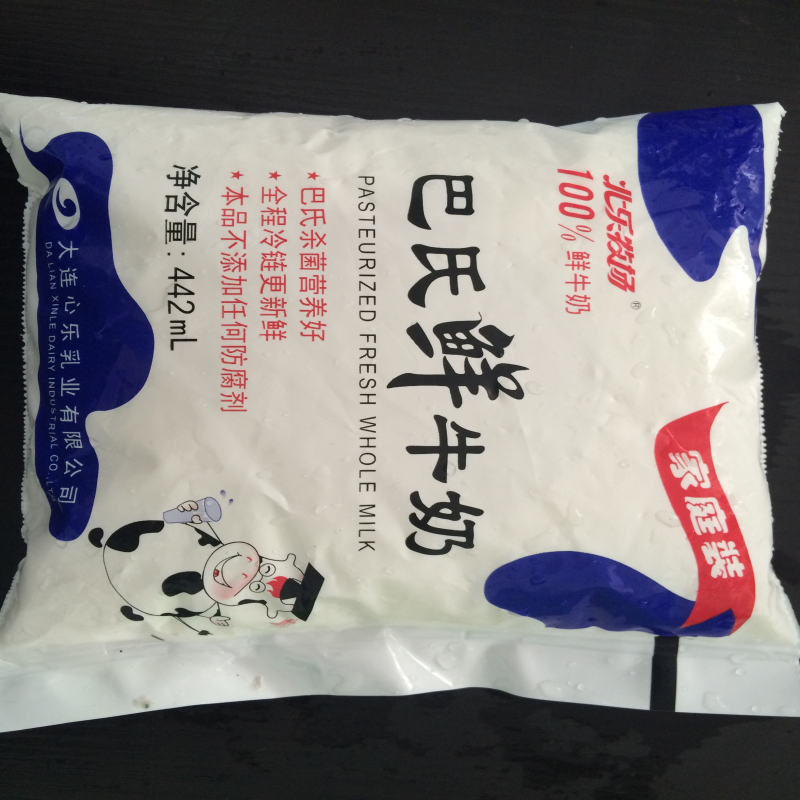 北乐牧场®
100%鲜牛奶
家庭装
巴氏鲜牛奶
PASTEURIZED FRESH WHOLE MILK
★巴氏杀菌营养好
★全程冷链更新鲜
★本品不添加任何防腐剂
净含量：442mL
大连心乐乳业有限公司
DA LIAN XINLE DAIRY INDUSTRIAL CO.,LTD